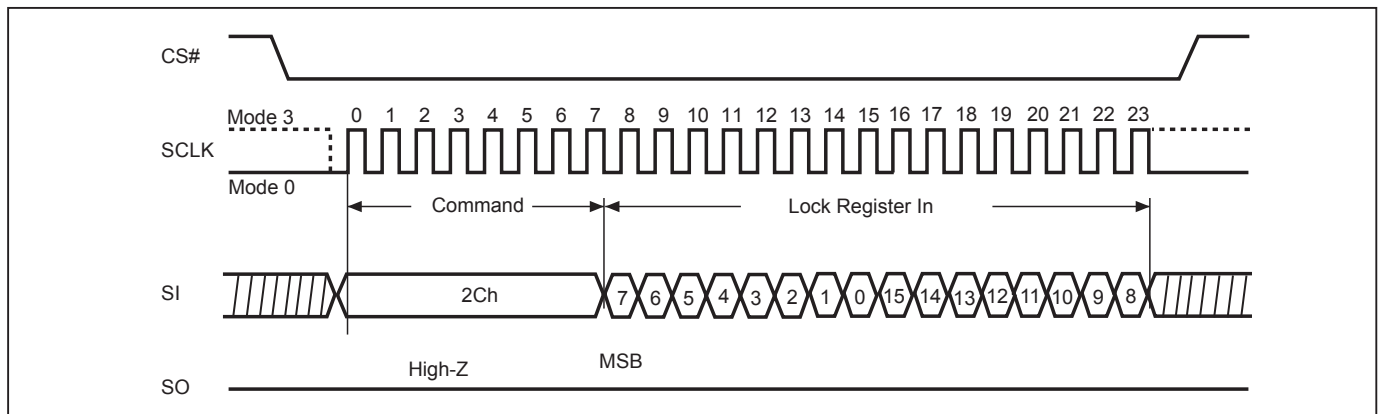 CS#
Mode 3 0 1 2 3 4 5 6 7 8 9 10 11 12 13 14 15 16 17 18 19 20 21 22 23
SCLK
Mode 0
Command Lock Register In
SI 2Ch 7 6 5 4 3 2 1 0 15 14 13 12 11 10 9 8
High-Z MSB
SO